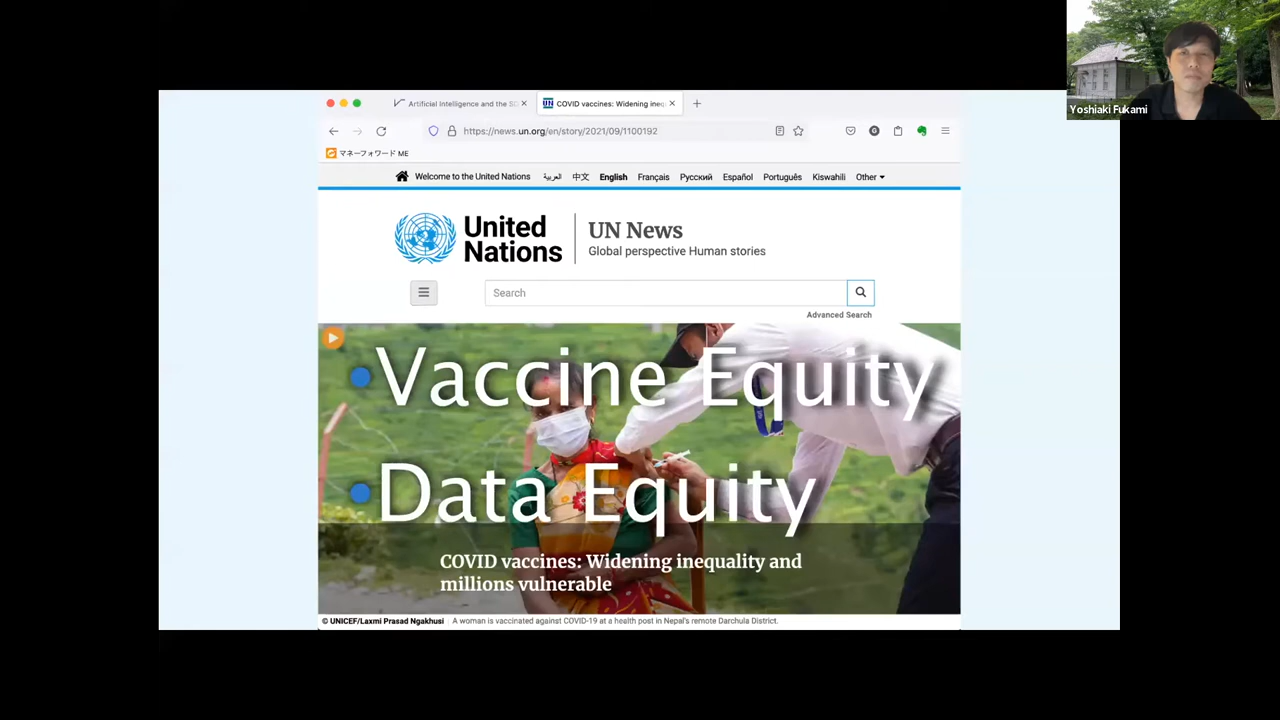 Yoshiaki Fukami
Artificial Intelligence and the SD
COVID vaccines: Widening ineq
https://news.un.org/en/story/2021/09/1100192
マネーフォワード ME
Welcome to the United Nations العربية 中文 English Français Русский Español Português Kiswahili Other
UN
United Nations
UN News
Global perspective Human stories
Search
Advanced Search
Vaccine Equity
Data Equity
COVID vaccines: Widening inequality and
millions vulnerable
© UNICEF/Laxmi Prasad Ngakhusi | A woman is vaccinated against COVID-19 at a health post in Nepal's remote Darchula District.